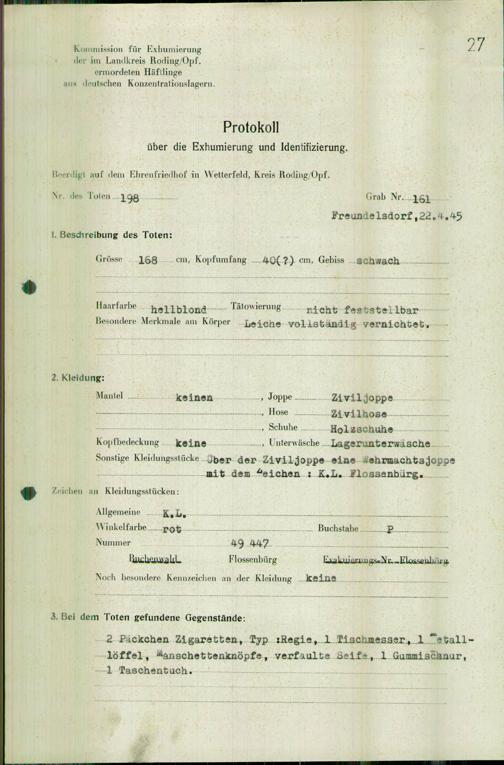 27
Kommission für Exhumierung
der im Landkreis Roding/Opf.
ermordeten Häftlinge
aus deutschen Konzentrationslagern.
Protokoll
über die Exhumierung und Identifizierung.
Beerdigt auf dem Ehrenfriedhof in Wetterfeld, Kreis Roding/Opf.
Nr. des Toten 198 Grab Nr. 161
Freundelsdorf,22.4.45
1. Beschreibung des Toten:
Grösse 168 cm, Kopfumfang 40(?) cm, Gebiss schwach
Haarfarbe hellblond Tätowierung nicht feststellbar
Besondere Merkmale am Körper Leiche vollständig vernichtet.
2. Kleidung:
Mantel keinen , Joppe Ziviljoppe
, Hose Zivilhose
, Schuhe Holzschuhe
Kopfbedeckung keine , Unterwäsche Lagerunterwäsche
Sonstige Kleidungsstücke Über der Ziviljoppe eine Wehrmachtsjoppe
mit dem Zeichen : K.L. Flossenbürg.
Zeichen an Kleidungsstücken:
Allgemeine K.L.
Winkelfarbe rot Buchstabe P
Nummer 49 447
Buchenwald Flossenbürg Evakuierungs-Nr. Flossenbürg
Noch besondere Kennzeichen an der Kleidung keine
3. Bei dem Toten gefundene Gegenstände:
2 Päckchen Zigaretten, Typ :Regie, 1 Tischmesser, 1 Metall-
löffel, Manschettenknöpfe, verfaulte Seife, 1 Gummischnur,
1 Taschentuch.